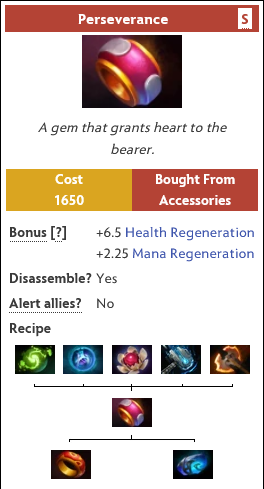 Perseverance S
A gem that grants heart to the
bearer.
Cost Bought From
1650 Accessories
Bonus [?] +6.5 Health Regeneration
+2.25 Mana Regeneration
Disassemble? Yes
Alert allies? No
Recipe